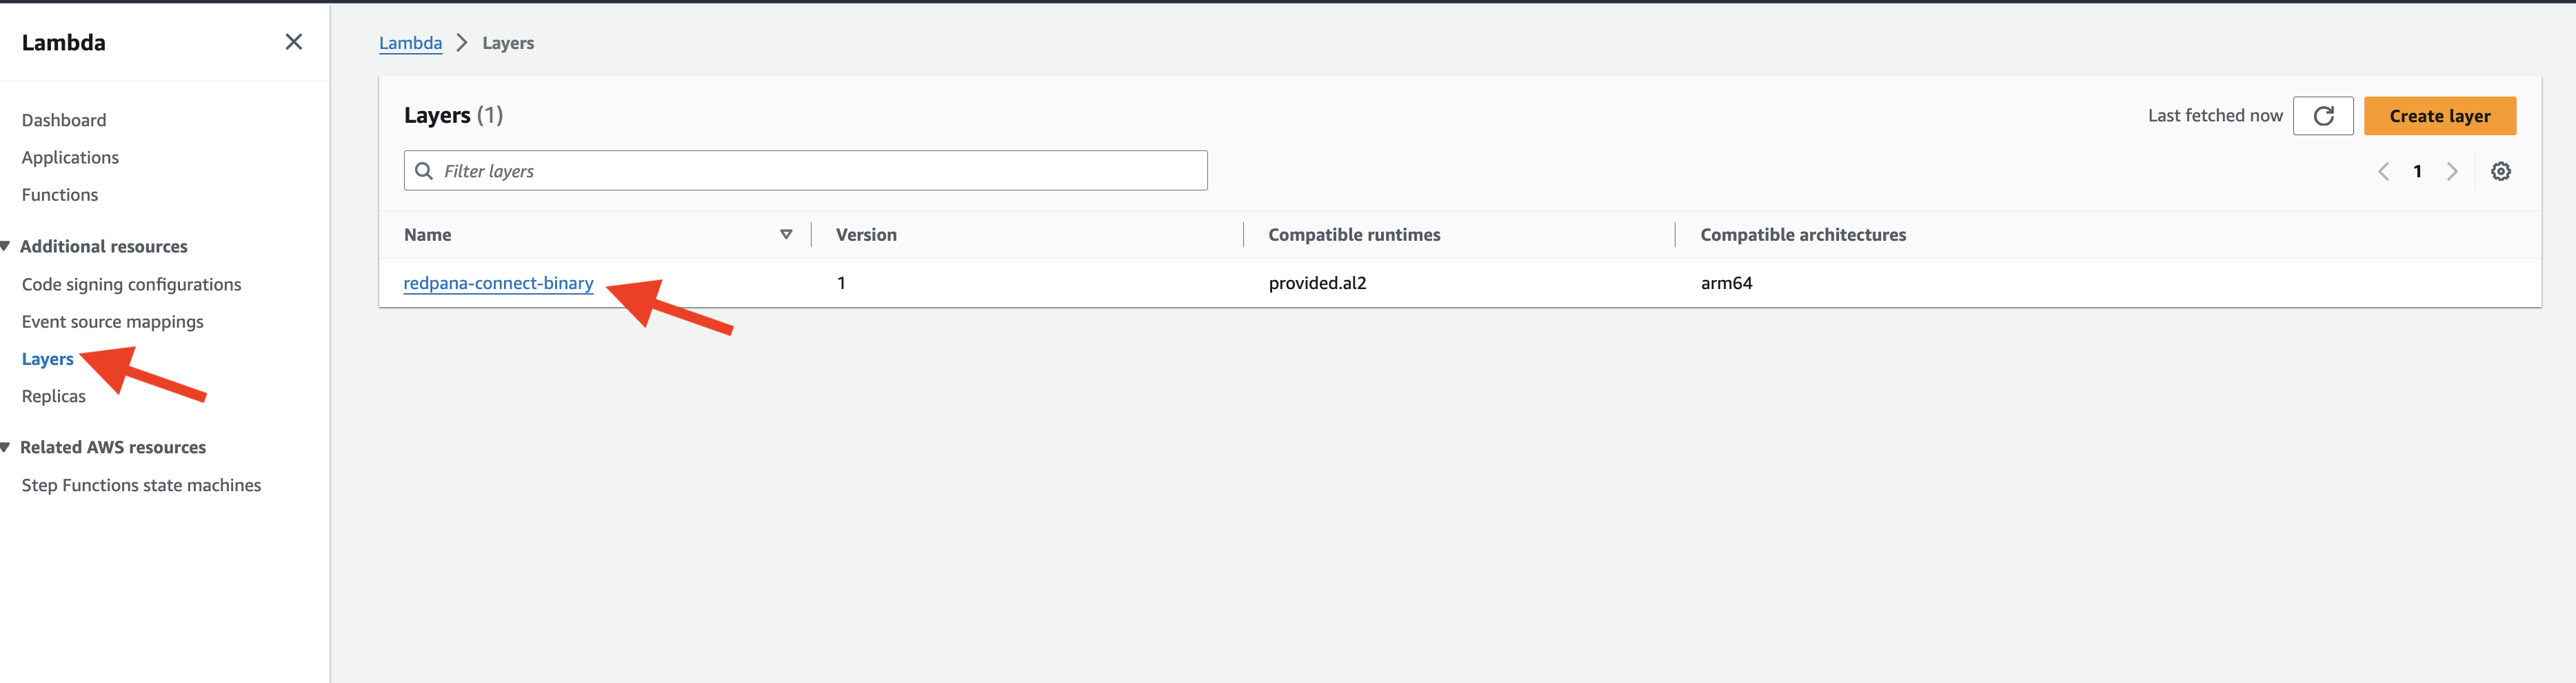 Lambda
Dashboard
Applications
Functions
Additional resources
Code signing configurations
Event source mappings
Layers
Replicas
Related AWS resources
Step Functions state machines
Lambda > Layers
Layers (1)
Last fetched now
Create layer
Filter layers
1
Name Version Compatible runtimes Compatible architectures
redpana-connect-binary 1 provided.al2 arm64